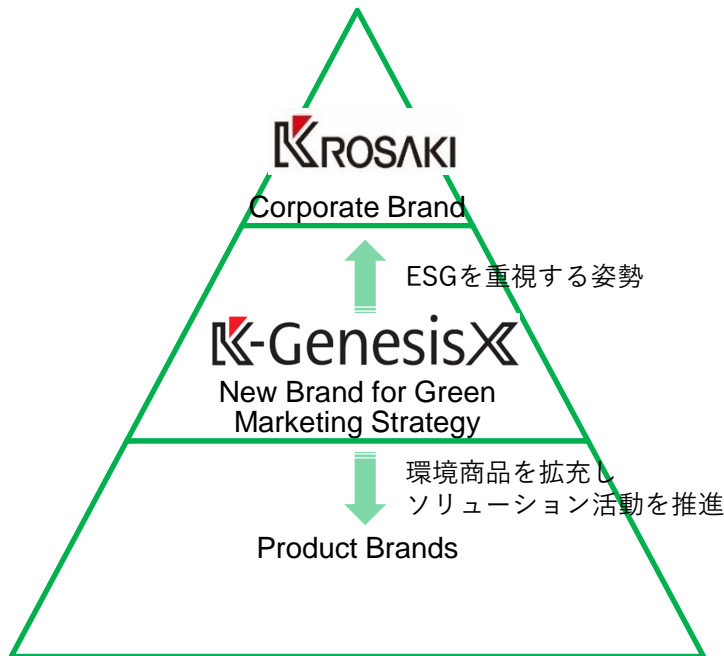 KROSAKI
Corporate Brand
ESGを重視する姿勢
K-GenesisX
New Brand for Green
Marketing Strategy
環境商品を拡充し
ソリューション活動を推進
Product Brands